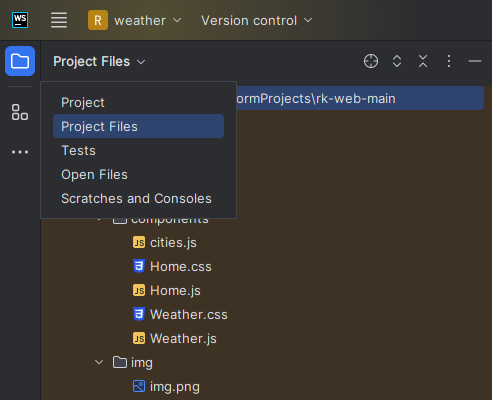 WS R weather Version control
Project Files
Project
ormProjects\rk-web-main
Project Files
Tests
Open Files
Scratches and Consoles
components
JS cities.js
Home.css
JS Home.js
Weather.css
JS Weather.js
img
img.png